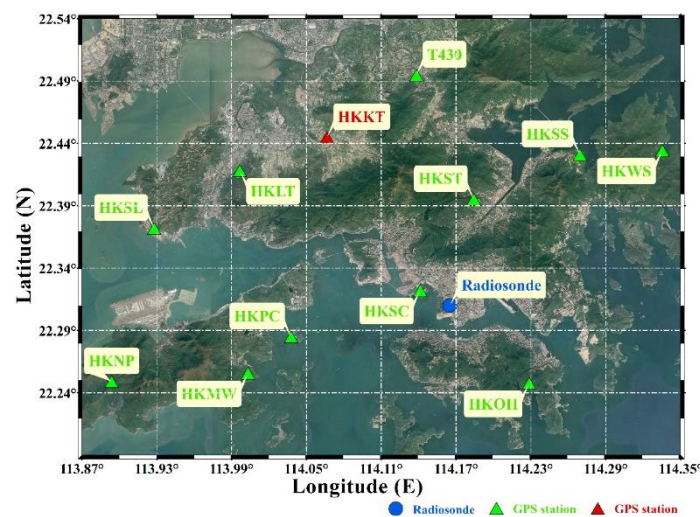 22.54°
T430
22.49°
HKKT
22.44°
HKSS
HKWS
HKLT
HKST
22.39°
HKSL
Latitude (N)
22.34°
Radiosonde
HKSC
HKPC
22.29°
HKNP
HKMW
22.24°
HKOH
113.87° 113.93° 113.99° 114.05° 114.11° 114.17° 114.23° 114.29° 114.35°
Longitude (E)
Radiosonde GPS station GPS station